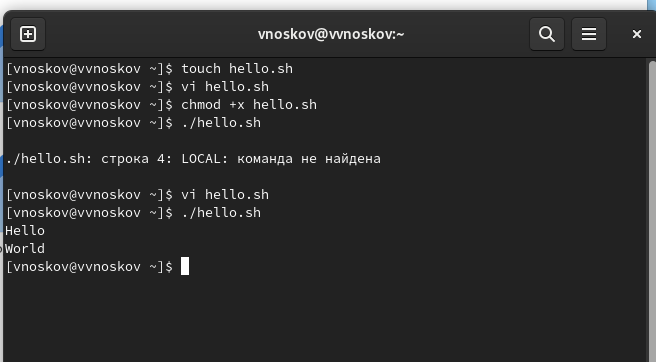 vnoskov@vvnoskov:~
[vnoskov@vvnoskov ~]$ touch hello.sh
[vnoskov@vvnoskov ~]$ vi hello.sh
[vnoskov@vvnoskov ~]$ chmod +x hello.sh
[vnoskov@vvnoskov ~]$ ./hello.sh
./hello.sh: строка 4: LOCAL: команда не найдена
[vnoskov@vvnoskov ~]$ vi hello.sh
[vnoskov@vvnoskov ~]$ ./hello.sh
Hello
World
[vnoskov@vvnoskov ~]$